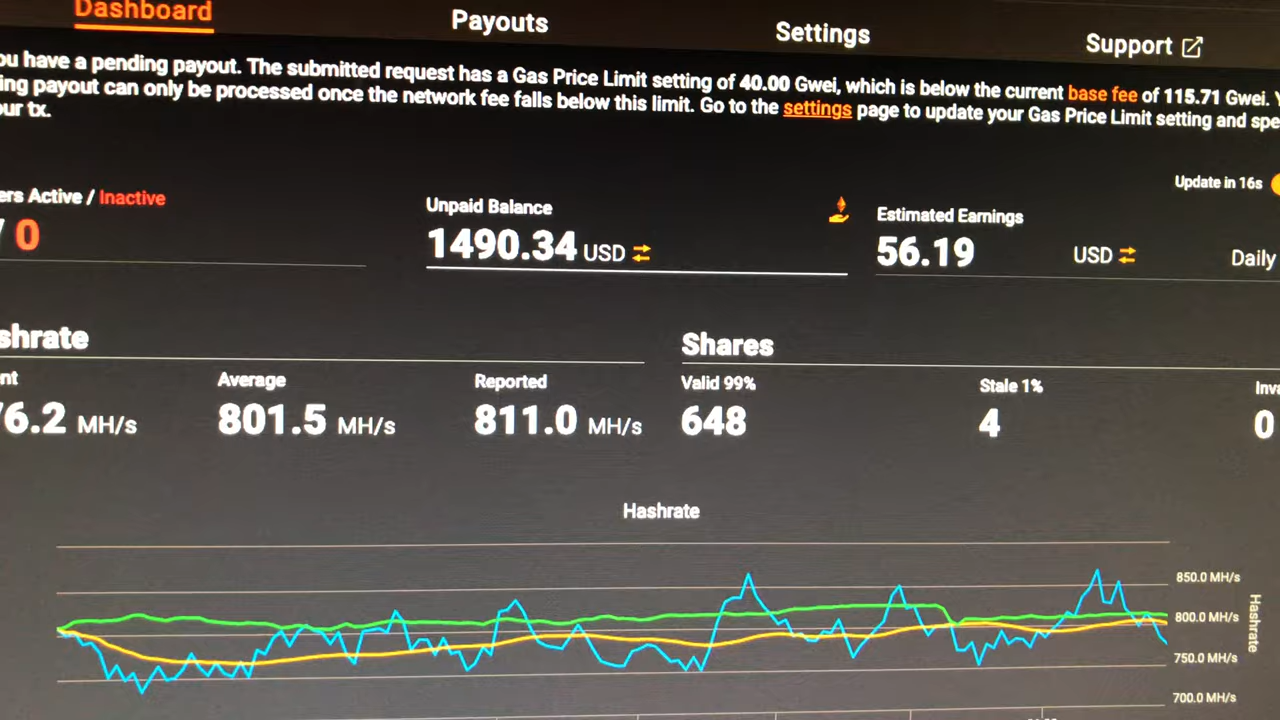 Dashboard Payouts Settings Support
ou have a pending payout. The submitted request has a Gas Price Limit setting of 40.00 Gwei, which is below the current base fee of 115.71 Gwei. Y
ing payout can only be processed once the network fee falls below this limit. Go to the settings page to update your Gas Price Limit setting and spe
our tx.
Update in 16s
ers Active / Inactive
/ 0
Unpaid Balance
1490.34 USD
Estimated Earnings
56.19 USD Daily
shrate
nt Average Reported
76.2 MH/s 801.5 MH/s 811.0 MH/s
Shares
Valid 99% Stale 1% Inva
648 4 0
Hashrate
850.0 MH/s
800.0 MH/s
750.0 MH/s
700.0 MH/s
Hashrate